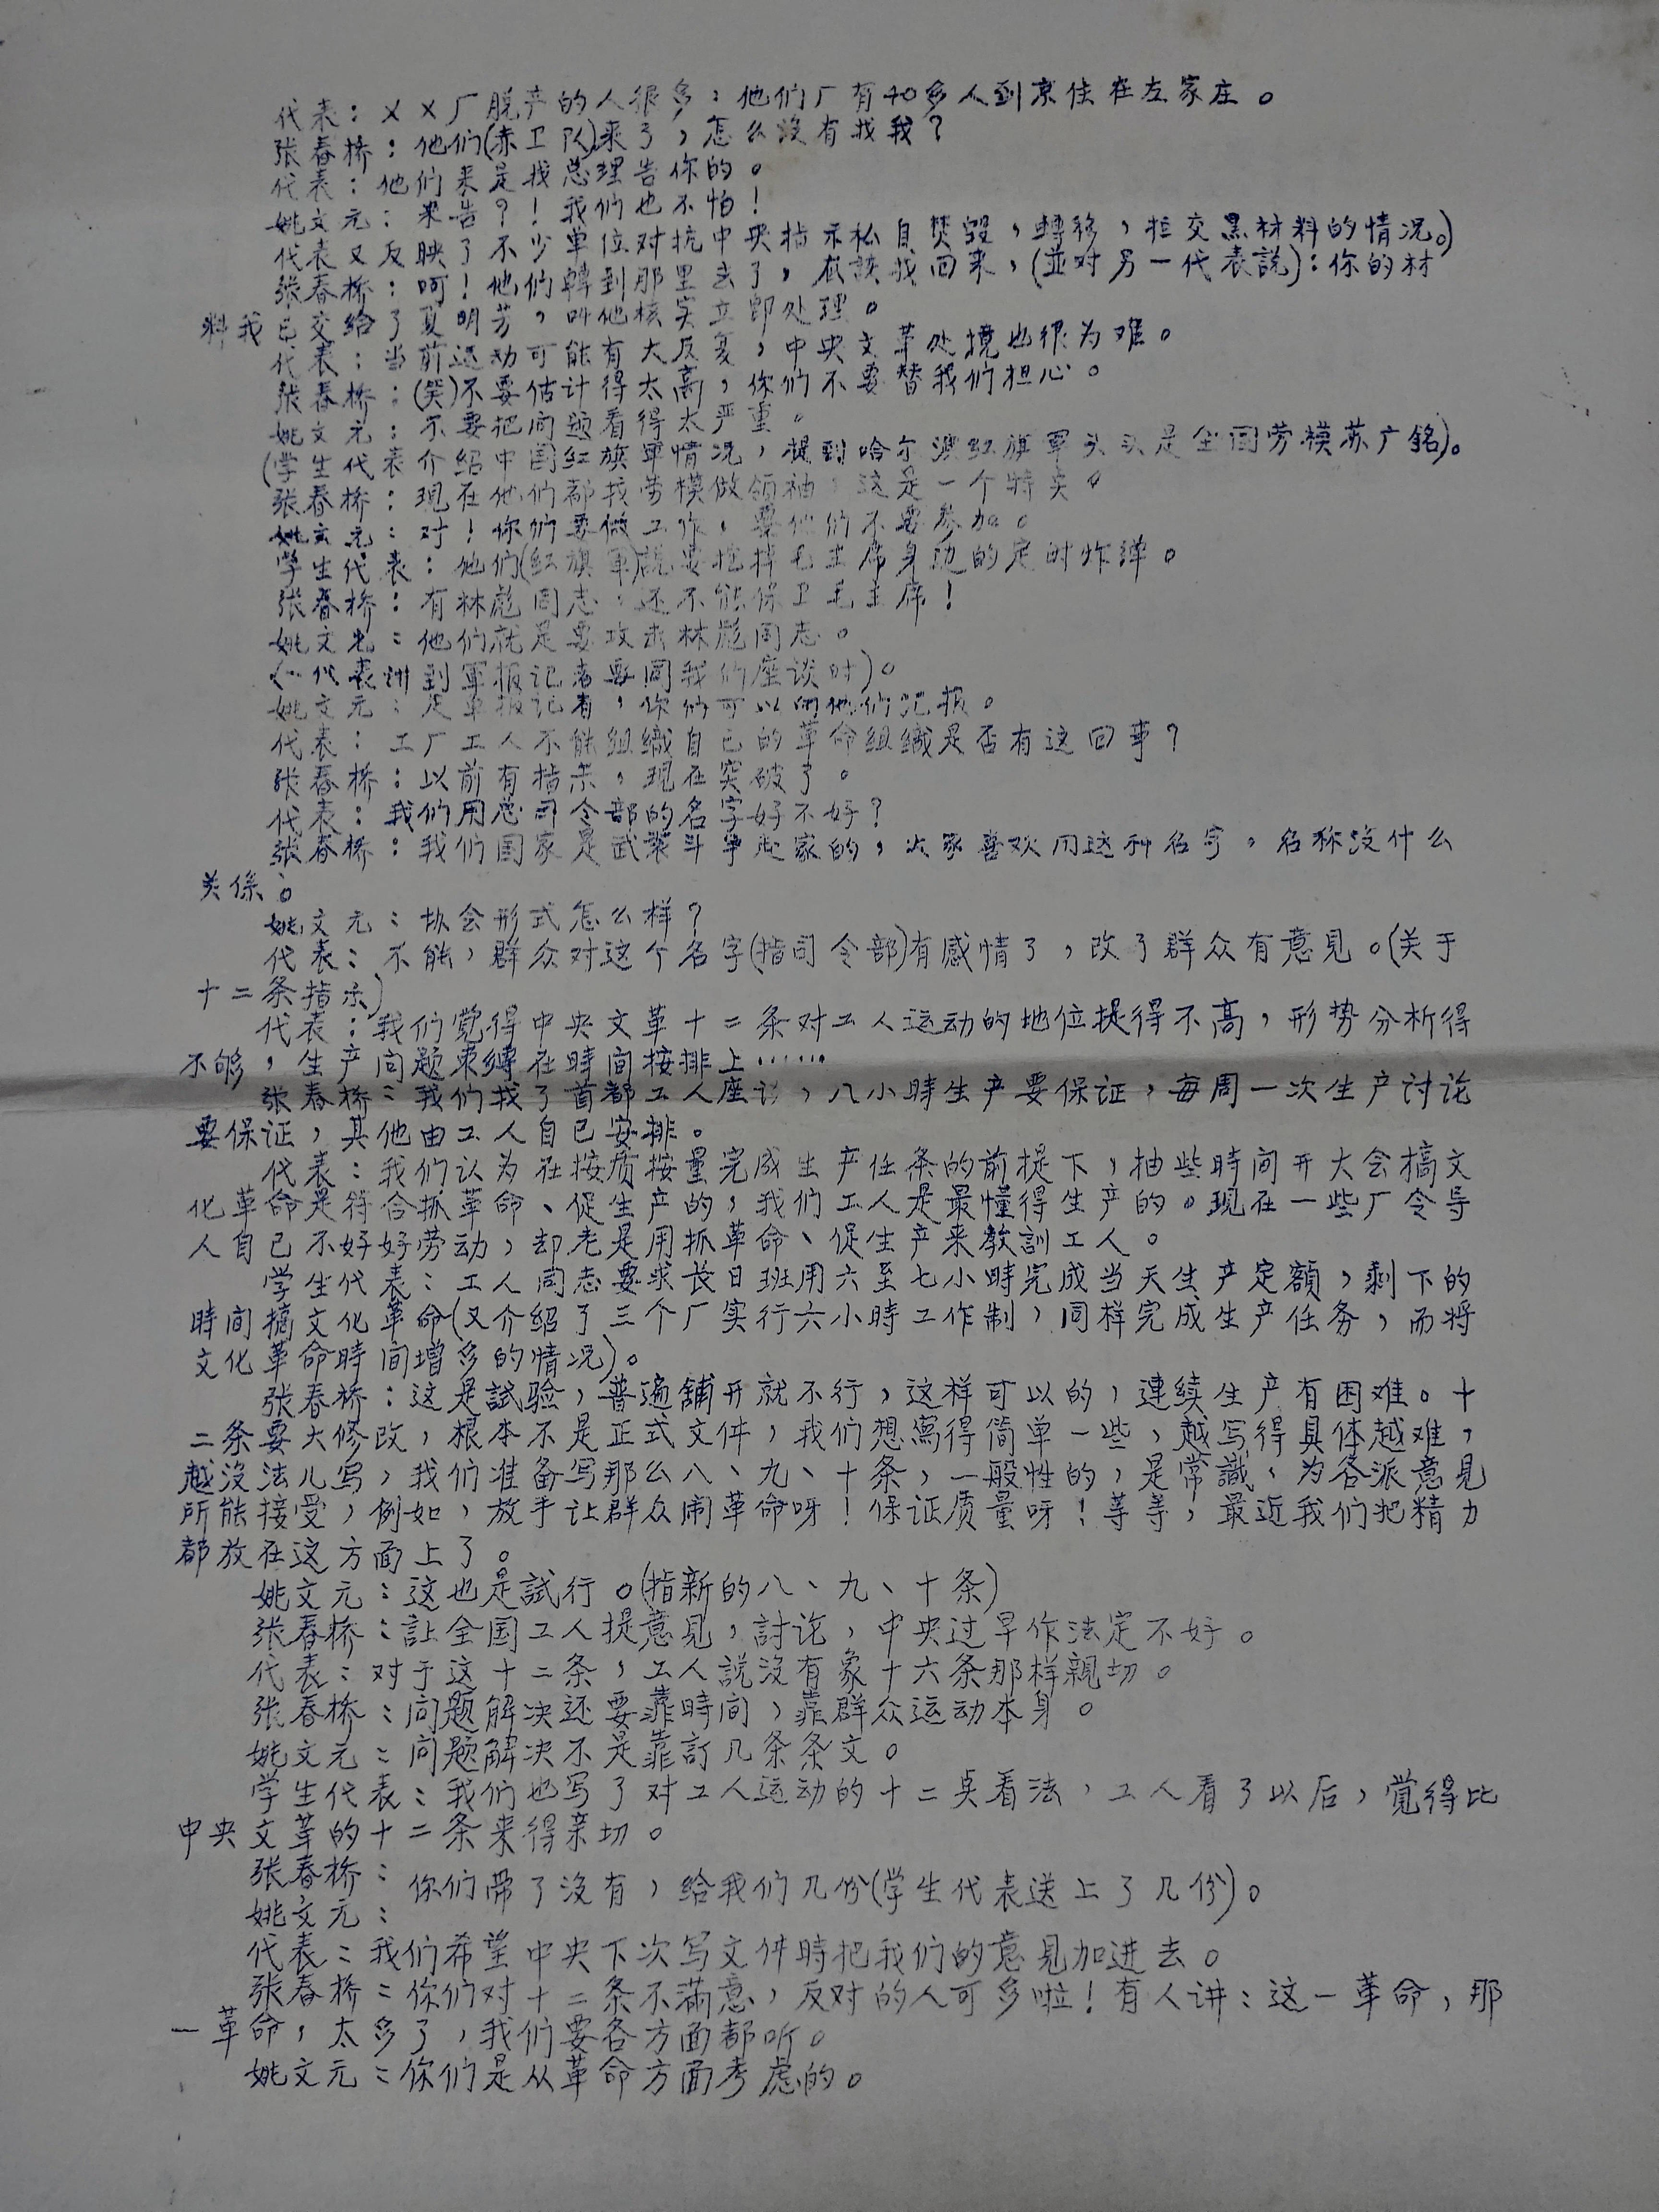 代表：××厂脱产的人很多：他们厂有40多人到京住在左家庄。
张春桥：他们(赤卫队)来了，怎么没有找我？
代表：他们来是找总理告你的。
姚文元：来告？！我们也不怕！
代表又反映了不少单位对抗中央指示私自焚毁，轉移，拒交黑材料的情况。)
张春桥：呵！他们轉到那里去了，应該找回来，(並对另一代表説)：你的材
料我已交给了夏明芳，叫他核实立即处理。
代表：当前运动可能有大反复，中央文革处境也很为难。
张春桥：(笑)不要估计得太高，你们不要替我们担心。
姚文元：不要把问题看得太严重。
(学生代表介绍中国红旗軍情况，提到哈尔濱红旗軍头头是全国劳模苏广銘)。
张春桥：现在他们都找劳模做领袖，这是一个特奌。
姚文元：对！你们要做工作，要他们不要参加。
学生代表：他们(红旗軍)説要挖掉毛主席身边的定时炸弹。
张春桥：有林彪同志，还不能保卫毛主席！
姚文元：他们就是要攻击林彪同志。
(代表讲到軍报记者要同我们座谈时)。
姚文元：是軍报记者，你们可以向他们汇报。
代表：工厂工人不能组織自已的革命组織是否有这回事？
张春桥：以前有指示，现在突破了。
代表：我们用总司令部的名字好不好？
张春桥：我们国家是武装斗争起家的，大家喜欢用这种名字，名称没什么
关係。
姚文元：协会形式怎么样？
代表：不能，群众对这个名字(指司令部)有感情了，改了群众有意见。(关于
十二条指示)
代表：我们觉得中央文革十二条对工人运动的地位提得不高，形势分析得
不够，生产问题束缚在時间按排上……
张春桥：我们找了首都工人座谈，八小時生产要保证，每周一次生产讨论
要保证，其他由工人自已安排。
代表：我们认为在按质按量完成生产任条的前提下，抽些時间开大会搞文
化革命是符合抓革命、促生产的，我们工人是最懂得生产的。现在一些厂令导
人自己不好好劳动，却老是用抓革命、促生产来教訓工人。
学生代表：工人同志要求长日班用六至七小時完成当天生产定額，剩下的
時间搞文化革命(又介绍了三个厂实行六小時工作制，同样完成生产任务，而将
文化革命時间增多的情况)。
张春桥：这是試验，普遍舖开就不行，这样可以的，連续生产有困难。十
二条要大修改，根本不是正式文件，我们想寫得简单一些，越写得具体越难，
越没法儿写，我们准备写那么八、九、十条，一般性的，是常識、为各派意见
所能接受，例如，放手让群众闹革命呀！保证质量呀！等等，最近我们把精力
都放在这方面上了。
姚文元：这也是試行。(指新的八、九、十条)
张春桥：註全国工人提意见，討论，中央过早作法定不好。
代表：对于这十二条，工人説没有象十六条那样親切。
张春桥：问题解决还要靠時间，靠群众运动本身。
姚文元：问题解决不是靠訂几条条文。
学生代表：我们也写了对工人运动的十二奌看法，工人看了以后，覚得比
中央文革的十二条来得亲切。
张春桥：
姚文元：
你们带了没有，给我们几份(学生代表送上了几份)。
代表：我们希望中央下次写文件時把我们的意见加进去。
张春桥：你们对十二条不滿意，反对的人可多啦！有人讲：这一革命，那
一革命，太多了，我们要各方面都听。
姚文元：你们是从革命方面考虑的。